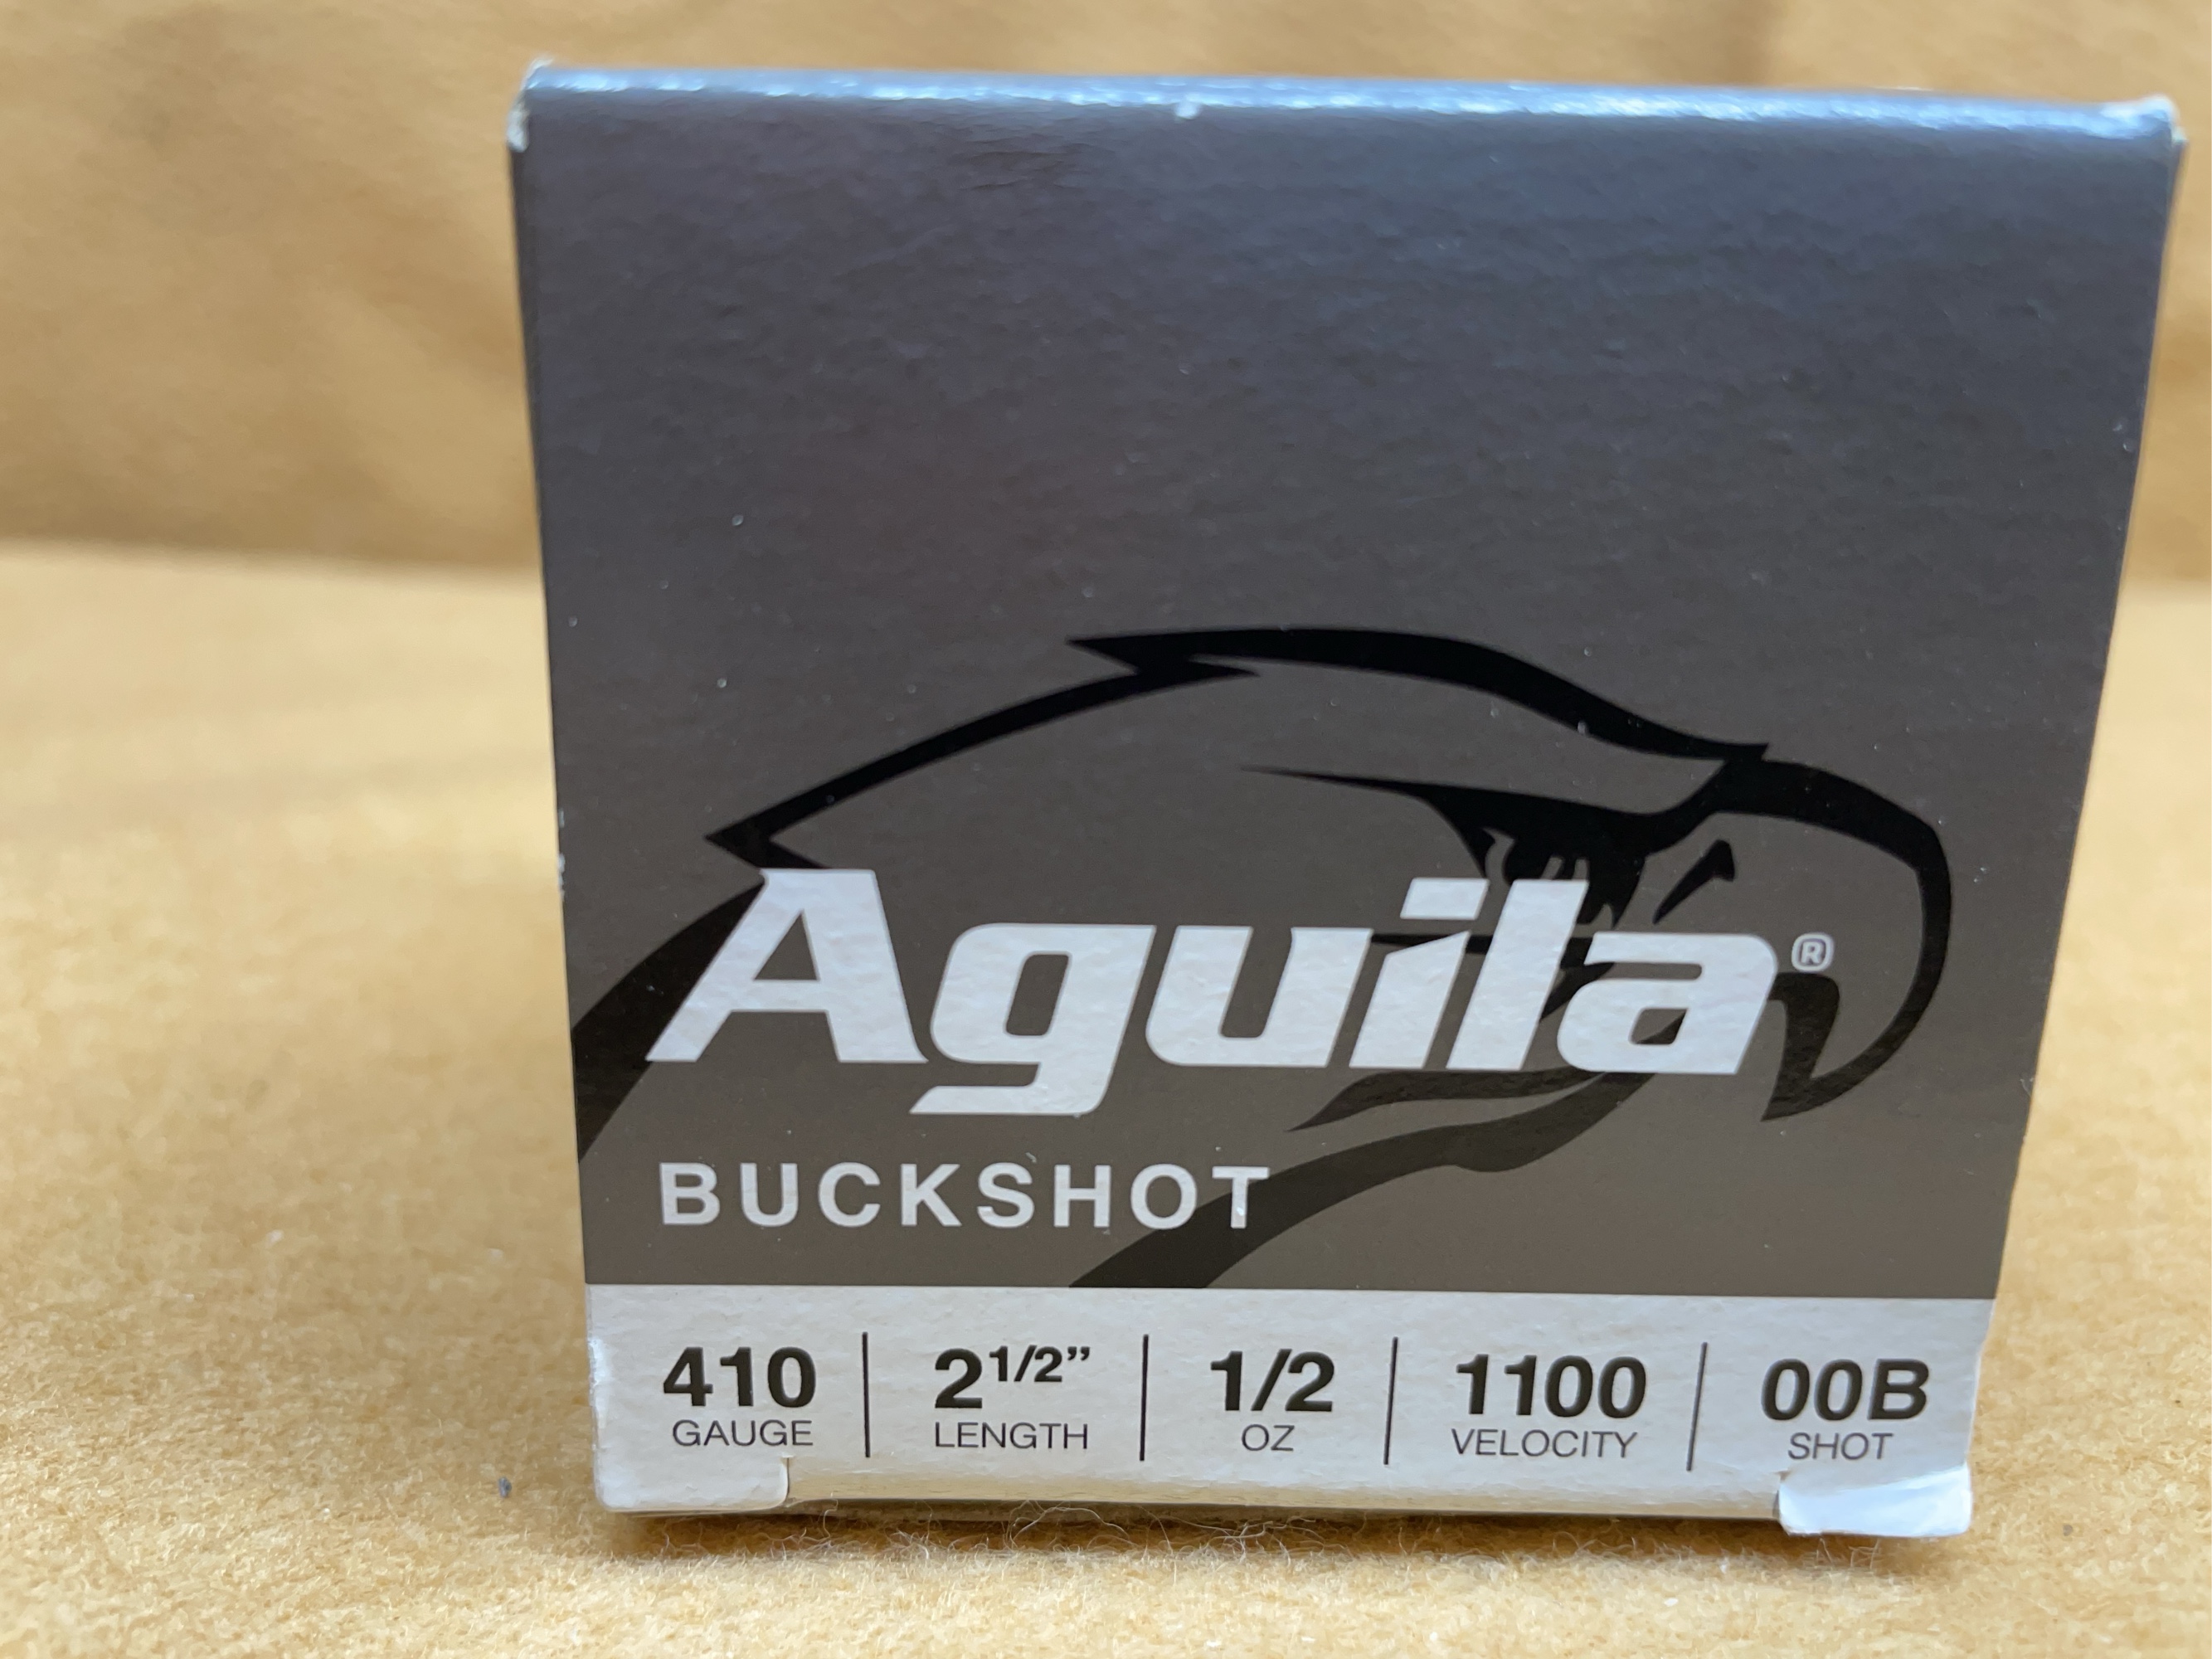 Aguila®
BUCKSHOT
410 | 2 1/2” | 1/2 | 1100 | 00B
GAUGE | LENGTH | OZ | VELOCITY | SHOT